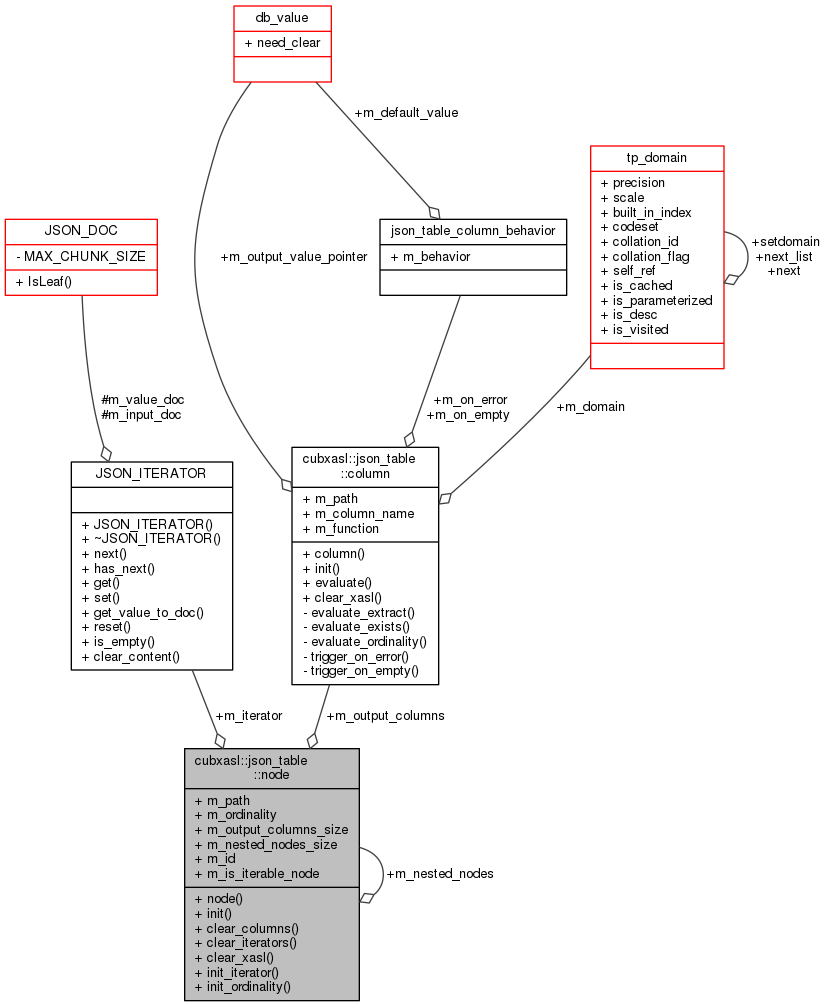 db_value
+ need_clear
+m_default_value
tp_domain
+ precision
+ scale
+ built_in_index
+ codeset
+ collation_id
+ collation_flag
+ self_ref
+ is_cached
+ is_parameterized
+ is_desc
+ is_visited
+setdomain
+next_list
+next
JSON_DOC
- MAX_CHUNK_SIZE
+ IsLeaf()
+m_output_value_pointer
json_table_column_behavior
+ m_behavior
#m_value_doc
#m_input_doc
+m_on_error
+m_on_empty
+m_domain
JSON_ITERATOR
+ JSON_ITERATOR()
+ ~JSON_ITERATOR()
+ next()
+ has_next()
+ get()
+ set()
+ get_value_to_doc()
+ reset()
+ is_empty()
+ clear_content()
cubxasl::json_table
::column
+ m_path
+ m_column_name
+ m_function
+ column()
+ init()
+ evaluate()
+ clear_xasl()
- evaluate_extract()
- evaluate_exists()
- evaluate_ordinality()
- trigger_on_error()
- trigger_on_empty()
+m_iterator
+m_output_columns
cubxasl::json_table
::node
+ m_path
+ m_ordinality
+ m_output_columns_size
+ m_nested_nodes_size
+ m_id
+ m_is_iterable_node
+ node()
+ init()
+ clear_columns()
+ clear_iterators()
+ clear_xasl()
+ init_iterator()
+ init_ordinality()
+m_nested_nodes